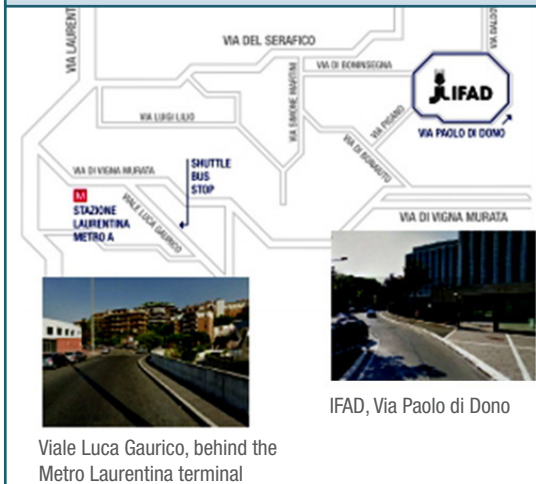 VIA LAURENT
VIA DEL SERAFICO
VIA DI BONINSEGNA
IFAD
VIA PAOLO DI DONO
VIA PIGAFO
VIA SIMONE MARTINI
VIA LUIGI LILIO
VIA DI BONAIUTO
VIA DI VIGNA MURATA
SHUTTLE
BUS
STOP
M
STAZIONE
LAURENTINA
METRO A
VIALE LUCA GAURICO
VIA DI VIGNA MURATA
IFAD, Via Paolo di Dono
Viale Luca Gaurico, behind the
Metro Laurentina terminal